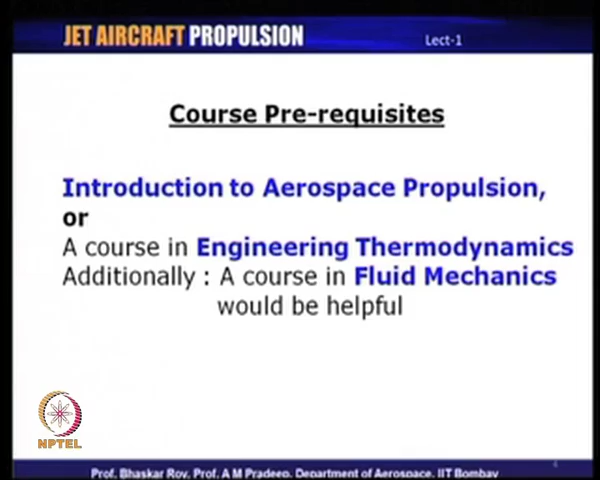 JET AIRCRAFT PROPULSION Lect-1
Course Pre-requisites
Introduction to Aerospace Propulsion,
or
A course in Engineering Thermodynamics
Additionally : A course in Fluid Mechanics
would be helpful
NPTEL
4
Prof. Bhaskar Roy, Prof. A M Pradeep, Department of Aerospace, IIT Bombay